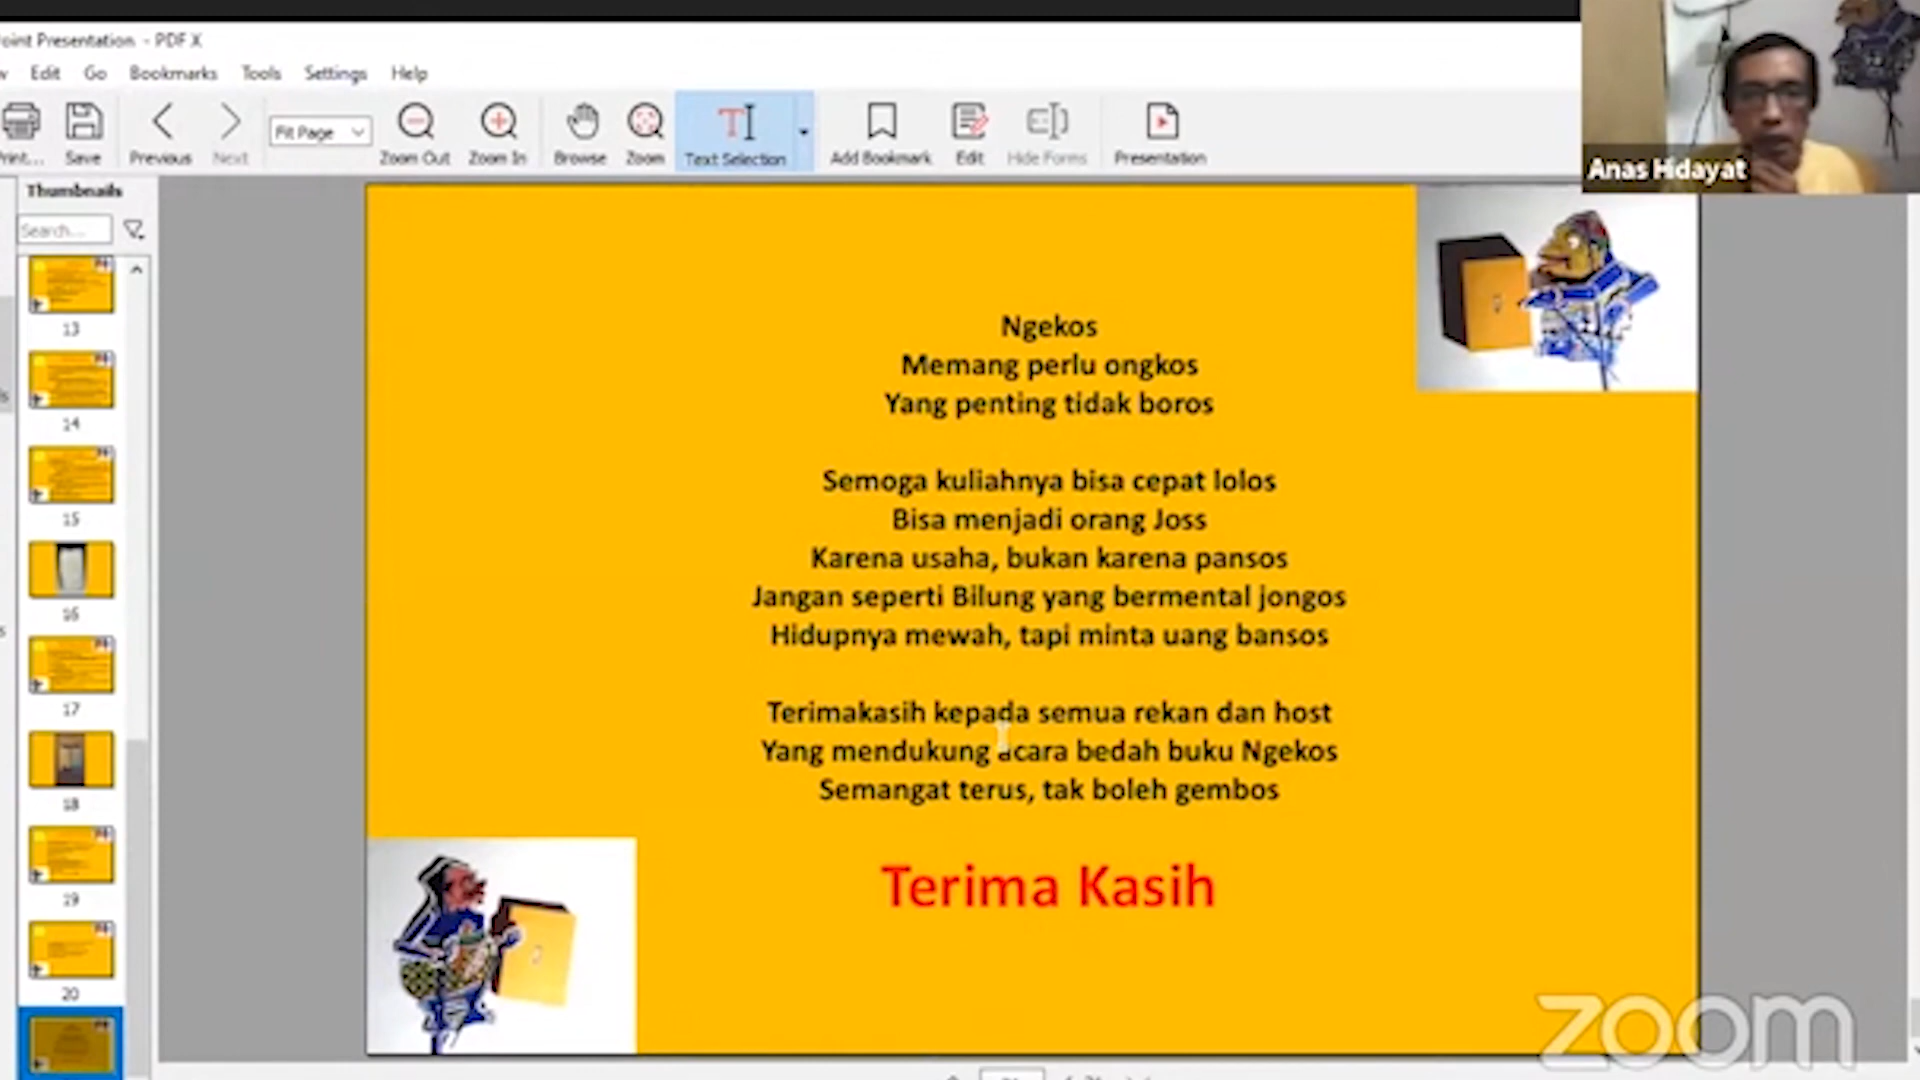 Presentation - PDF X
Edit Go Bookmarks Tools Settings Help
Fit Page
Save Previous Next Zoom Out Zoom In Browse Zoom Text Selection Add Bookmark Edit Hide Forms Presentation
Anas Hidayat
Thumbnails
Search...
13
14
15
16
17
18
19
20
Ngekos
Memang perlu ongkos
Yang penting tidak boros
Semoga kuliahnya bisa cepat lolos
Bisa menjadi orang Joss
Karena usaha, bukan karena pansos
Jangan seperti Bilung yang bermental jongos
Hidupnya mewah, tapi minta uang bansos
Terimakasih kepada semua rekan dan host
Yang mendukung acara bedah buku Ngekos
Semangat terus, tak boleh gembos
Terima Kasih
zoom